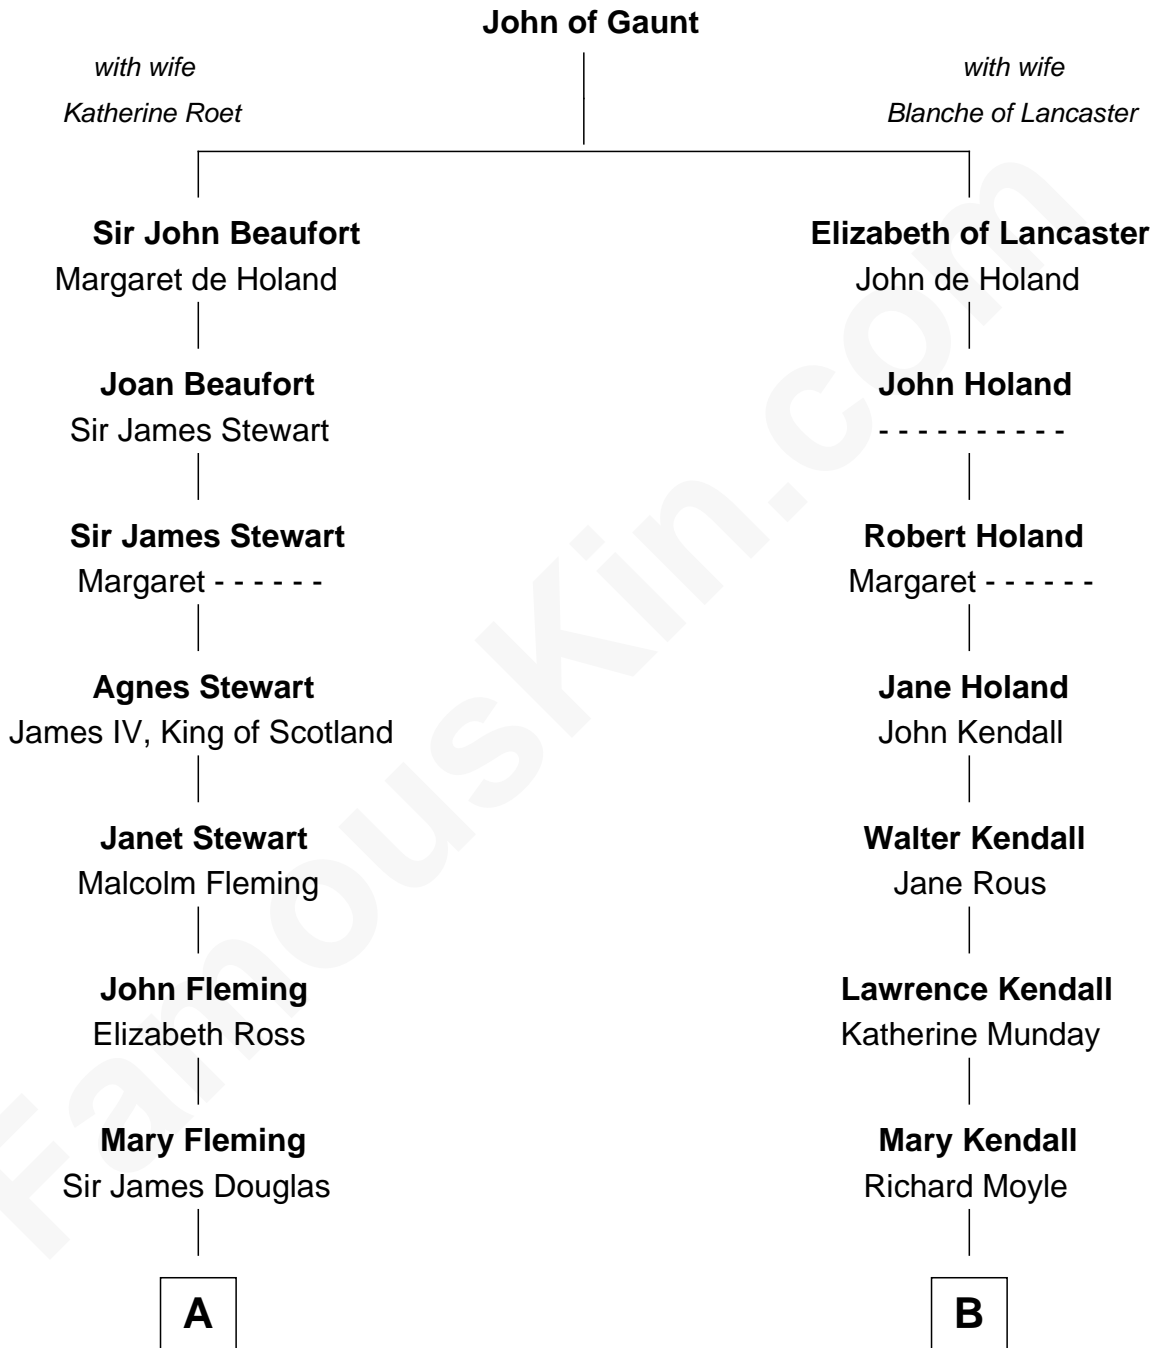 John of Gaunt
with wife
Katherine Roet
with wife
Blanche of Lancaster
Sir John Beaufort
Margaret de Holand
Elizabeth of Lancaster
John de Holand
Joan Beaufort
Sir James Stewart
John Holand
- - - - - - - - - -
Sir James Stewart
Margaret - - - - - -
Robert Holand
Margaret - - - - - -
Agnes Stewart
James IV, King of Scotland
Jane Holand
John Kendall
Janet Stewart
Malcolm Fleming
Walter Kendall
Jane Rous
John Fleming
Elizabeth Ross
Lawrence Kendall
Katherine Munday
Mary Fleming
Sir James Douglas
Mary Kendall
Richard Moyle
A
B
FamousKin.com